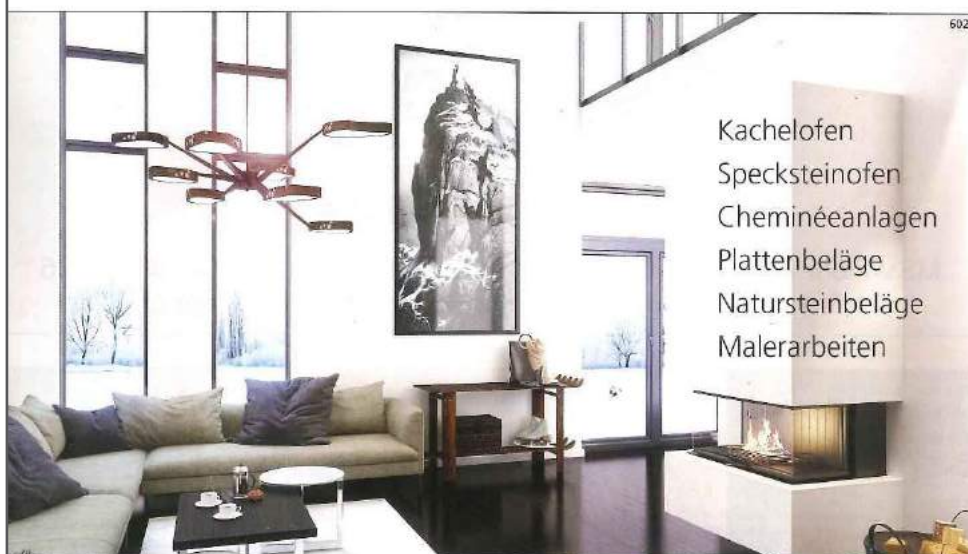 602
Kachelofen
Specksteinofen
Cheminéeanlagen
Plattenbeläge
Natursteinbeläge
Malerarbeiten